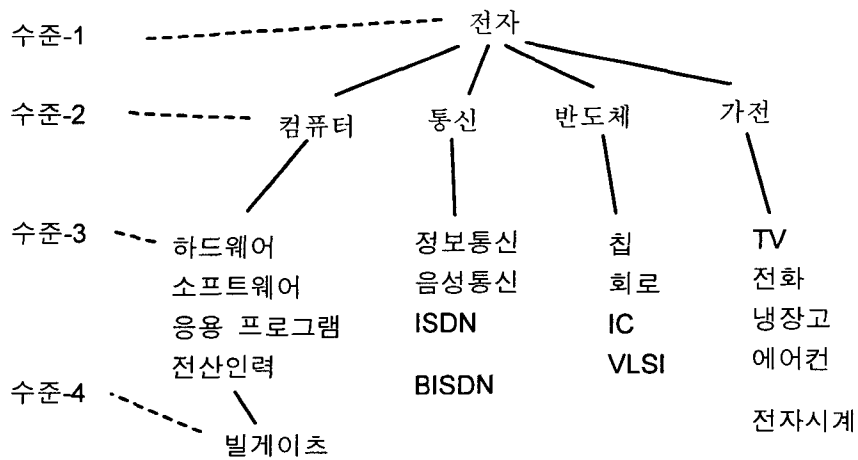 수준-1
전자
수준-2
컴퓨터
통신
반도체
가전
수준-3
하드웨어
소프트웨어
응용 프로그램
전산인력
정보통신
음성통신
ISDN
BISDN
칩
회로
IC
VLSI
TV
전화
냉장고
에어컨
전자시계
수준-4
빌게이츠